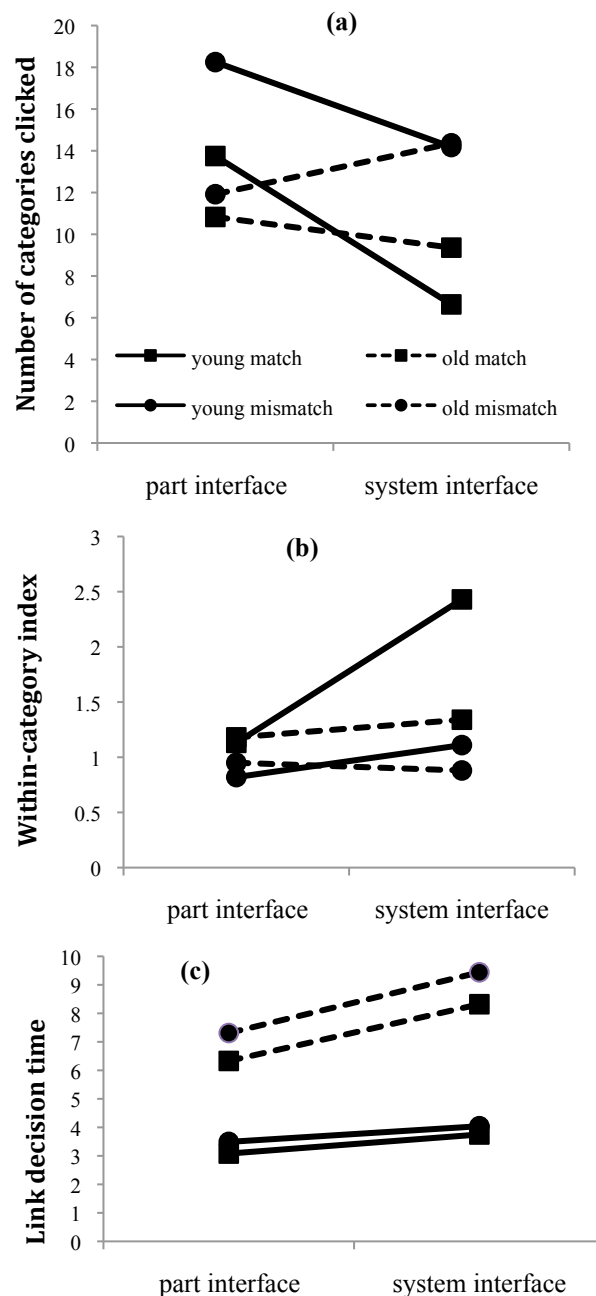 (a)
Number of categories clicked
20
18
16
14
12
10
8
6
4
2
0
young match
old match
young mismatch
old mismatch
part interface
system interface
(b)
Within-category index
3
2.5
2
1.5
1
0.5
0
part interface
system interface
(c)
Link decision time
10
9
8
7
6
5
4
3
2
1
0
part interface
system interface